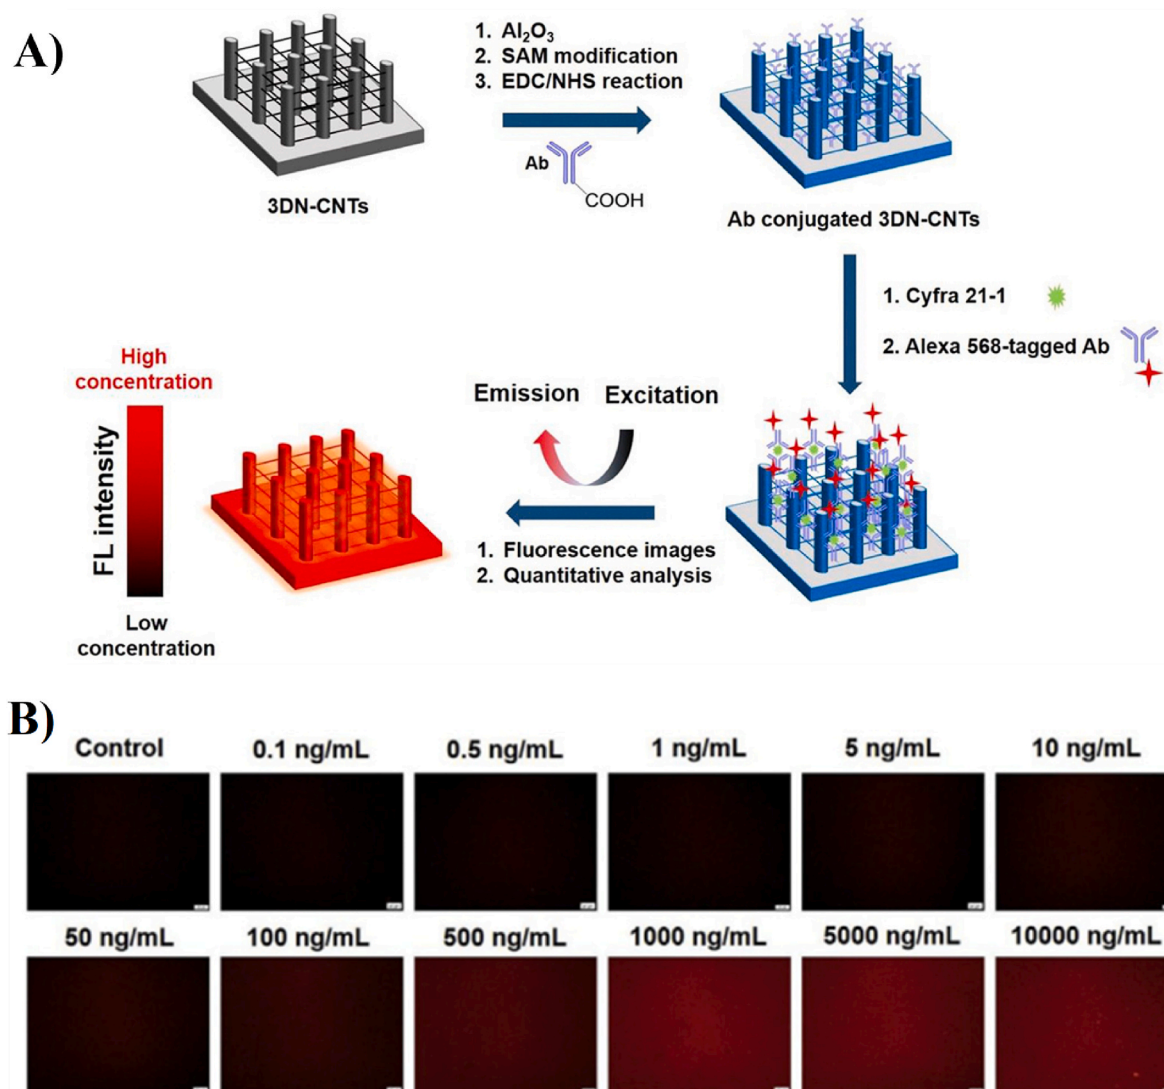 A)
1. Al₂O₃
2. SAM modification
3. EDC/NHS reaction
Ab
COOH
3DN-CNTs
Ab conjugated 3DN-CNTs
1. Cyfra 21-1
2. Alexa 568-tagged Ab
High
concentration
FL intensity
Low
concentration
Emission
Excitation
1. Fluorescence images
2. Quantitative analysis
B)
Control
0.1 ng/mL
0.5 ng/mL
1 ng/mL
5 ng/mL
10 ng/mL
50 ng/mL
100 ng/mL
500 ng/mL
1000 ng/mL
5000 ng/mL
10000 ng/mL